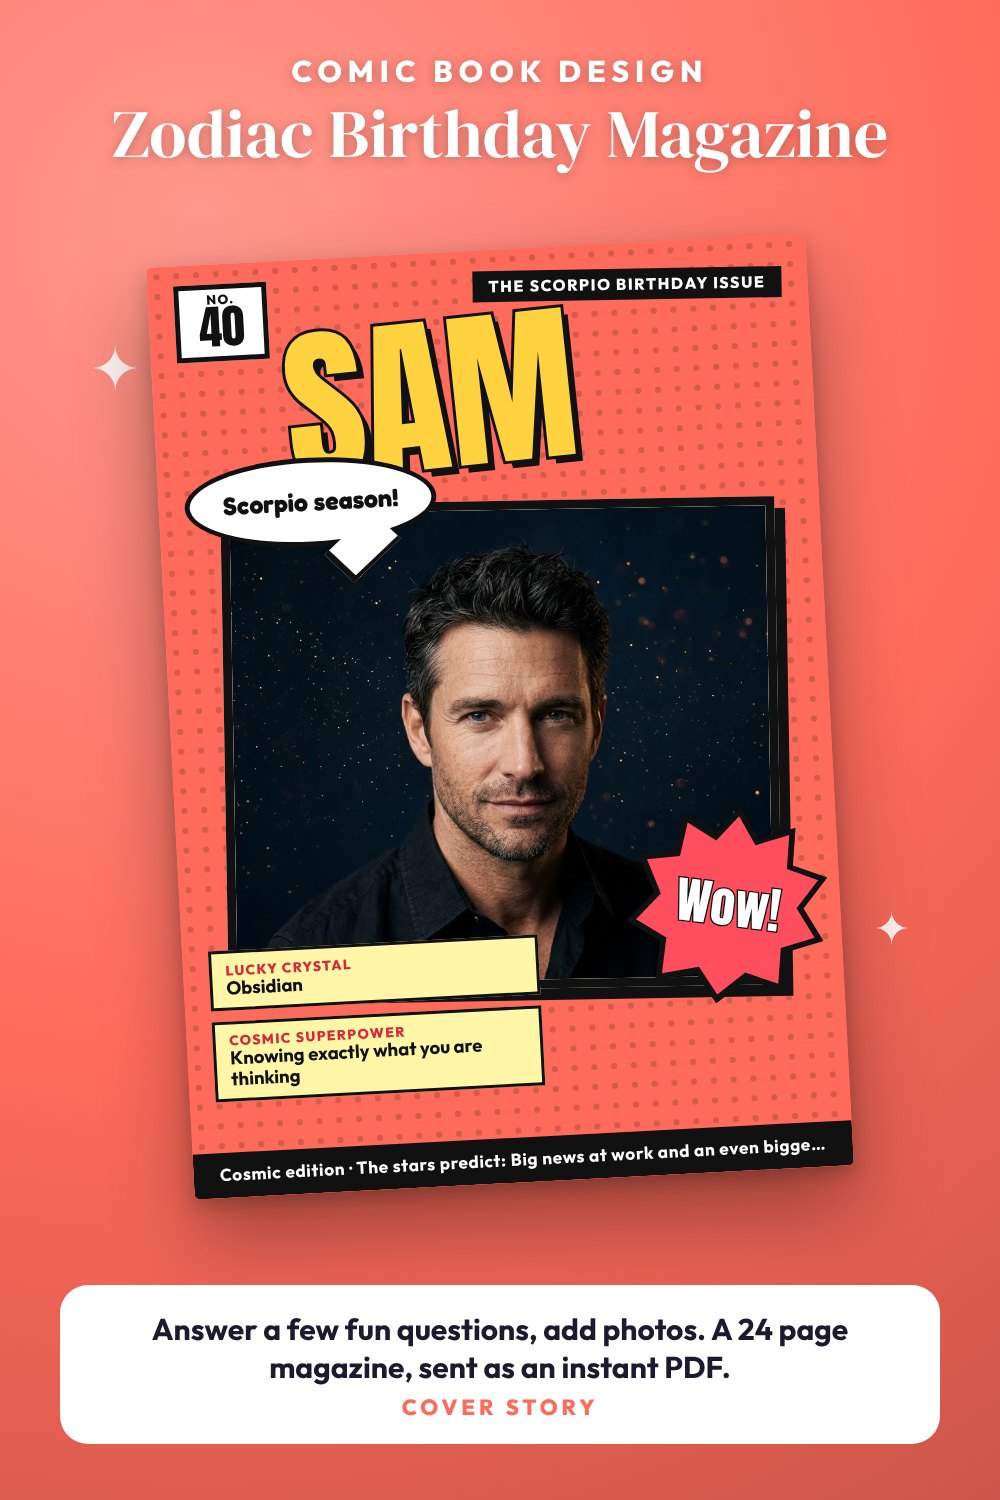 COMIC BOOK DESIGN
Zodiac Birthday Magazine
NO.
40
THE SCORPIO BIRTHDAY ISSUE
SAM
Scorpio season!
Wow!
LUCKY CRYSTAL
Obsidian
COSMIC SUPERPOWER
Knowing exactly what you are
thinking
Cosmic edition · The stars predict: Big news at work and an even bigge...
Answer a few fun questions, add photos. A 24 page
magazine, sent as an instant PDF.
COVER STORY